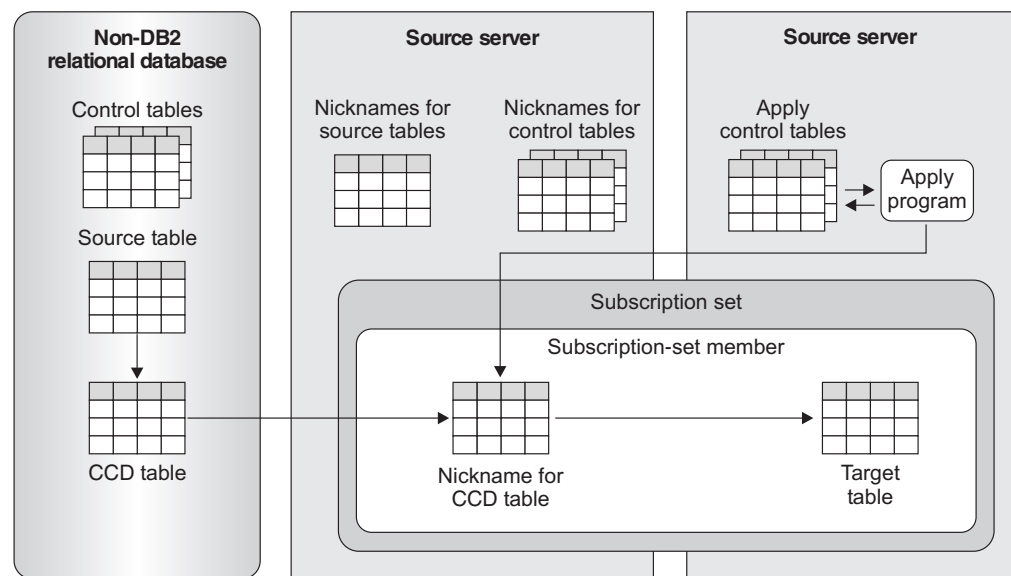 Non-DB2
relational database
Control tables
Source table
CCD table
Source server
Nicknames for
source tables
Nicknames for
control tables
Source server
Apply
control tables
Apply
program
Subscription set
Subscription-set member
Nickname for
CCD table
Target
table